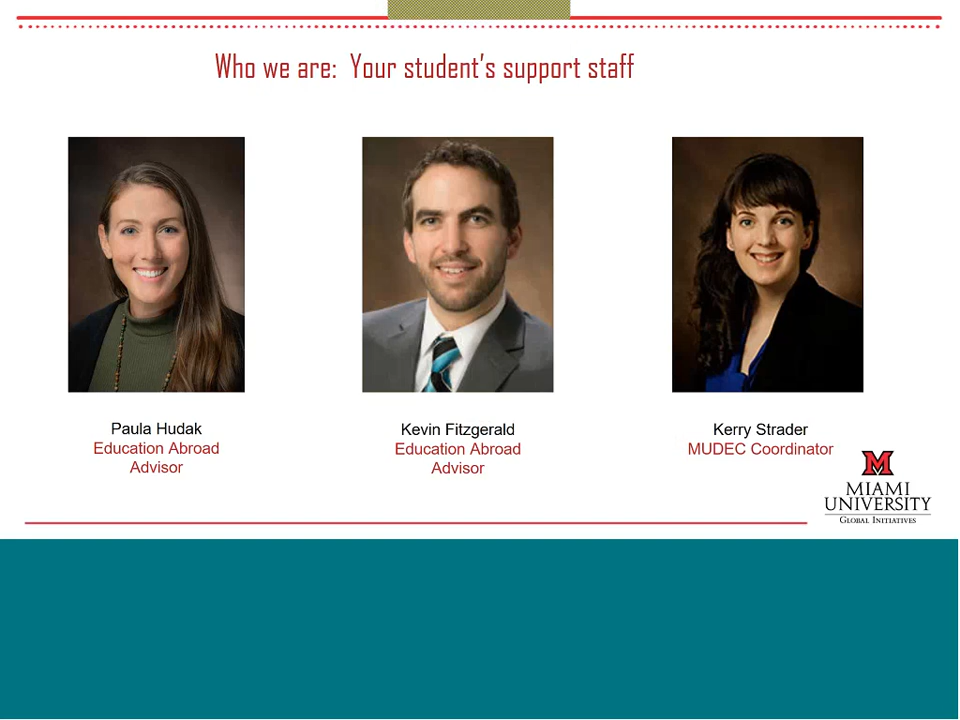 Who we are: Your student's support staff
Paula Hudak
Education Abroad
Advisor
Kevin Fitzgerald
Education Abroad
Advisor
Kerry Strader
MUDEC Coordinator
M
MIAMI
UNIVERSITY
GLOBAL INITIATIVES